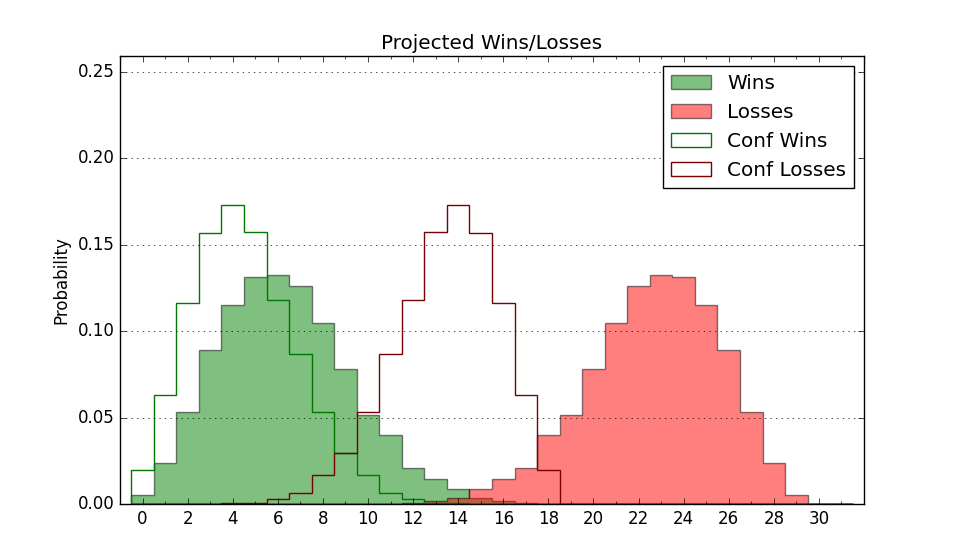 Projected Wins/Losses
0.25
0.20
0.15
0.10
0.05
0.00
Probability
Wins
Losses
Conf Wins
Conf Losses
0 2 4 6 8 10 12 14 16 18 20 22 24 26 28 30